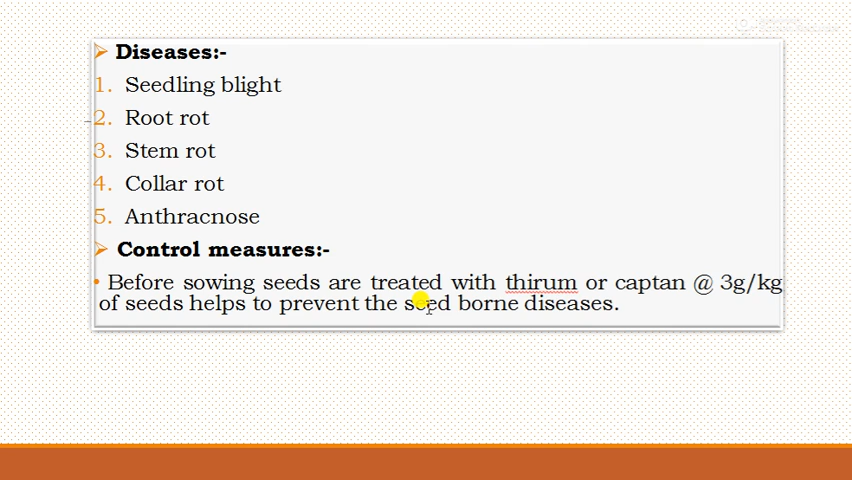 Diseases:-
1. Seedling blight
2. Root rot
3. Stem rot
4. Collar rot
5. Anthracnose
Control measures:-
• Before sowing seeds are treated with thirum or captan @ 3g/kg
of seeds helps to prevent the seed borne diseases.